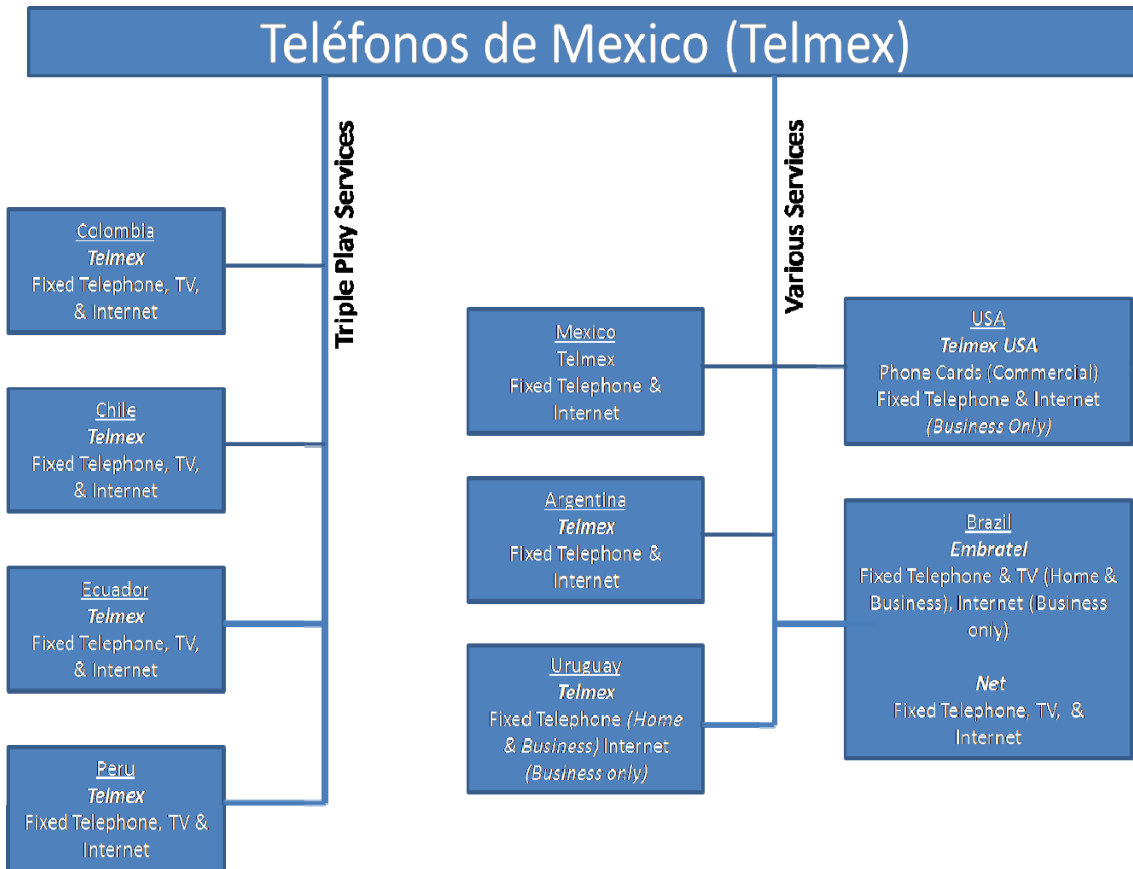 Teléfonos de Mexico (Telmex)
Triple Play Services
Colombia
Telmex
Fixed Telephone, TV,
& Internet
Chile
Telmex
Fixed Telephone, TV,
& Internet
Ecuador
Telmex
Fixed Telephone, TV,
& Internet
Peru
Telmex
Fixed Telephone, TV &
Internet
Various Services
Mexico
Telmex
Fixed Telephone &
Internet
Argentina
Telmex
Fixed Telephone &
Internet
Uruguay
Telmex
Fixed Telephone (Home
& Business) Internet
(Business only)
USA
Telmex USA
Phone Cards (Commercial)
Fixed Telephone & Internet
(Business Only)
Brazil
Embratel
Fixed Telephone & TV (Home &
Business), Internet (Business
only)
Net
Fixed Telephone, TV, &
Internet